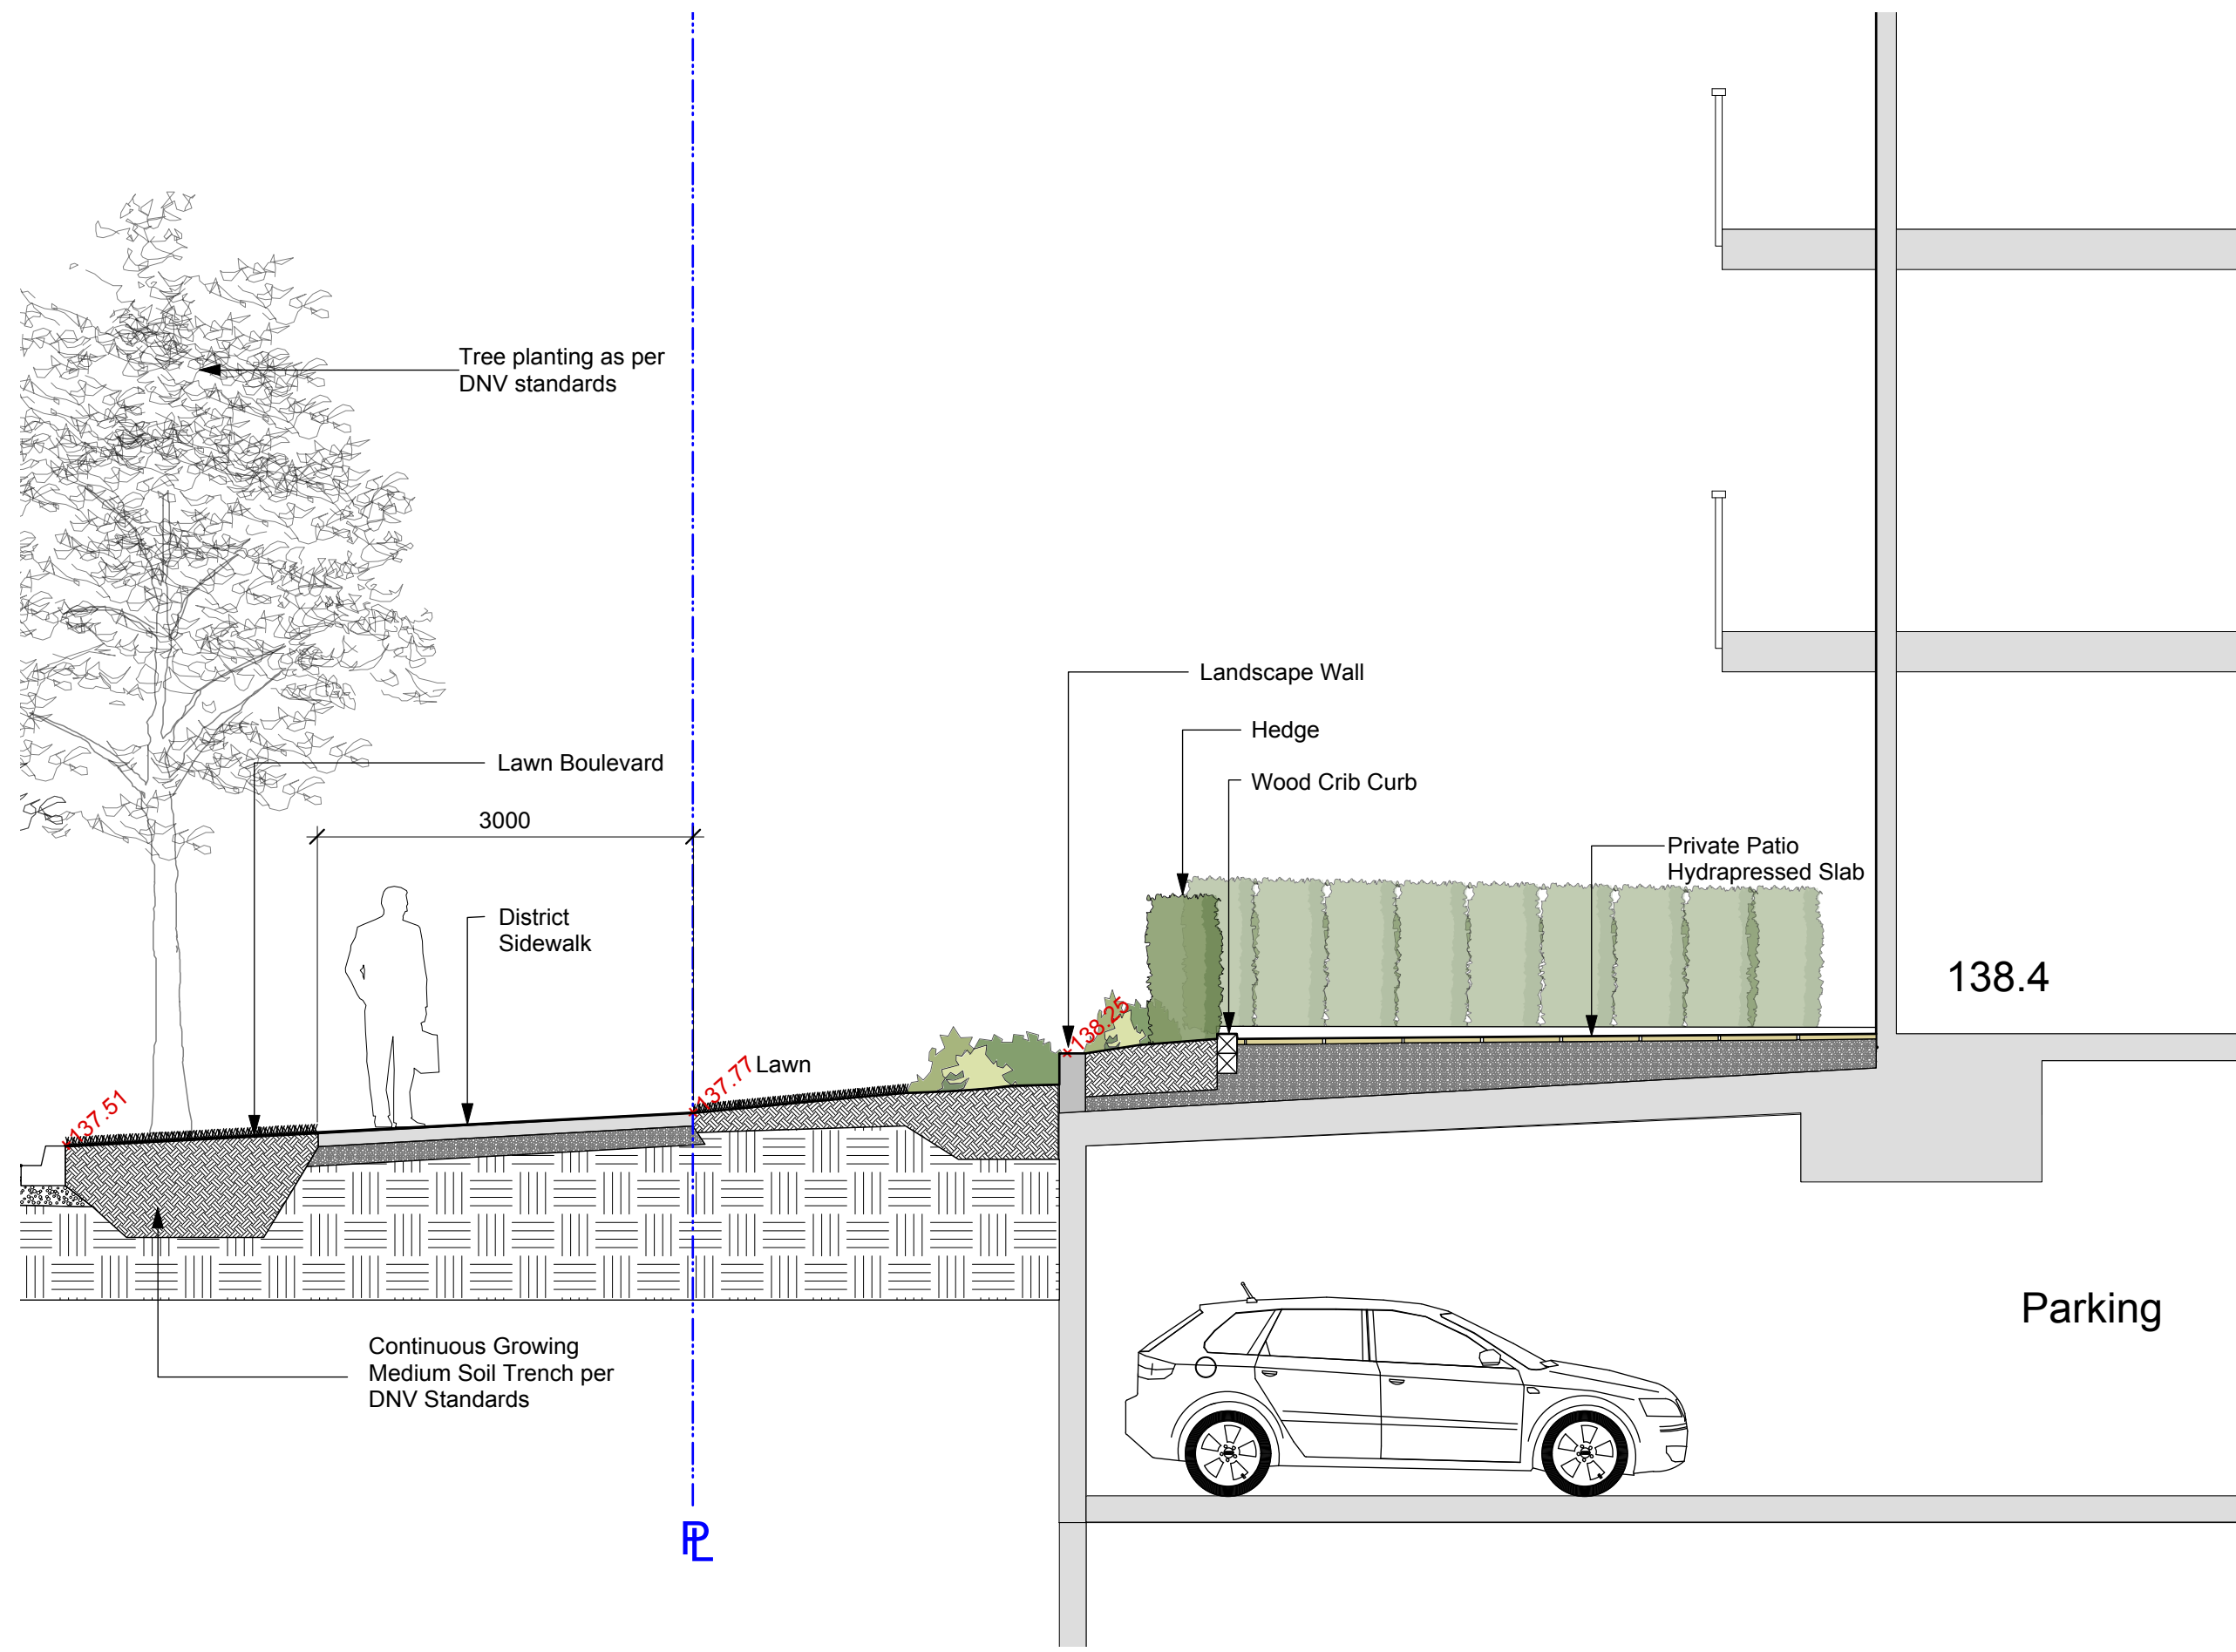 Tree planting as per
DNV standards
Landscape Wall
Hedge
Lawn Boulevard
Wood Crib Curb
3000
Private Patio
Hydrapressed Slab
District
Sidewalk
138.4
138.25
137.77
Lawn
137.51
Parking
Continuous Growing
Medium Soil Trench per
DNV Standards
PL